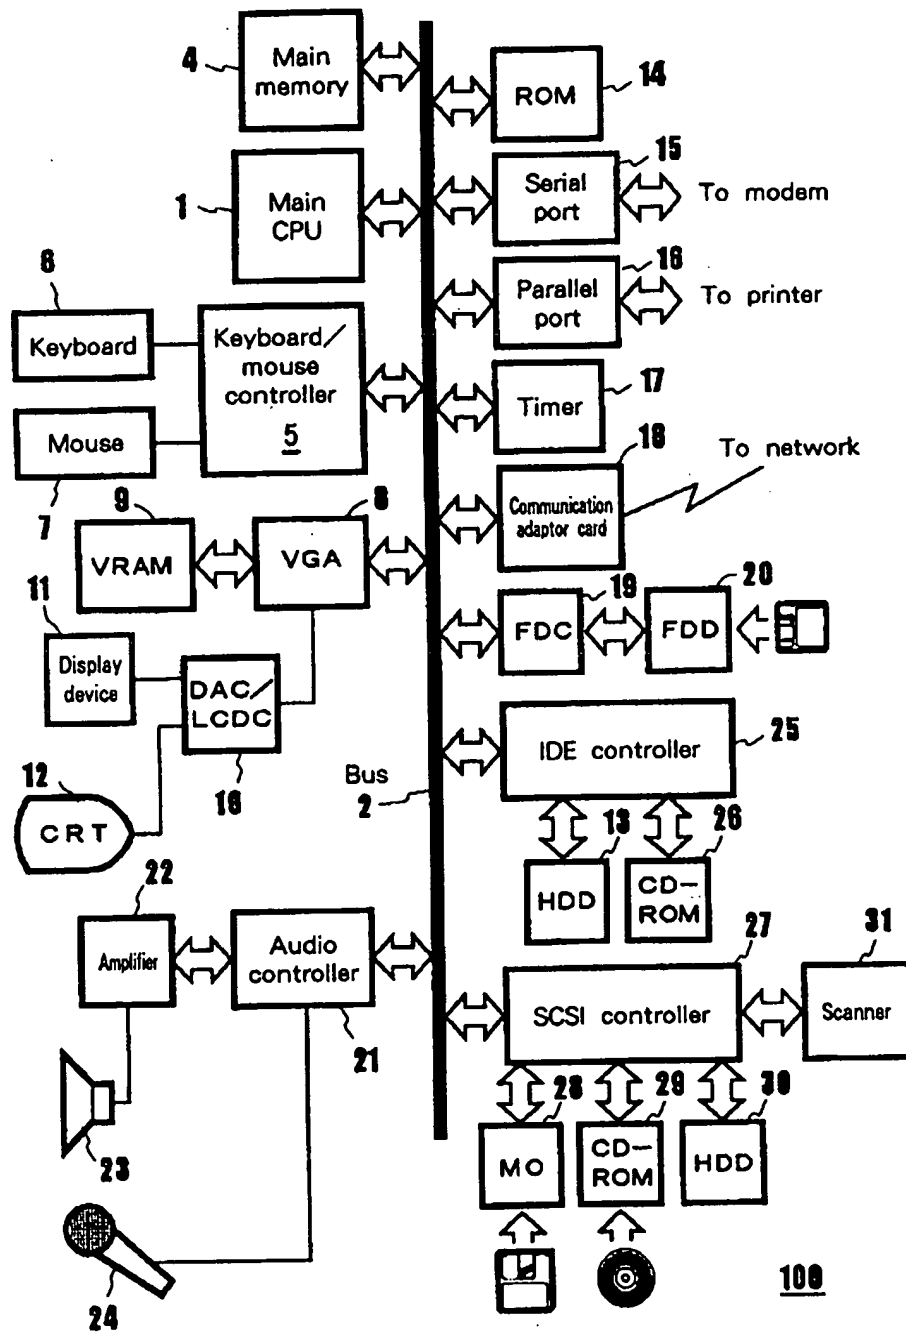 4
Main
memory
ROM
14
1
Main
CPU
15
Serial
port
To modem
16
Parallel
port
To printer
6
Keyboard
Keyboard/
mouse
controller
5
Mouse
7
17
Timer
18
Communication
adaptor card
To network
9
VRAM
8
VGA
19
FDC
20
FDD
11
Display
device
DAC/
LCDC
10
12
CRT
Bus
2
IDE controller
25
13
HDD
26
CD-
ROM
22
Amplifier
Audio
controller
21
23
24
27
SCSI controller
31
Scanner
28
MO
29
CD-
ROM
30
HDD
100